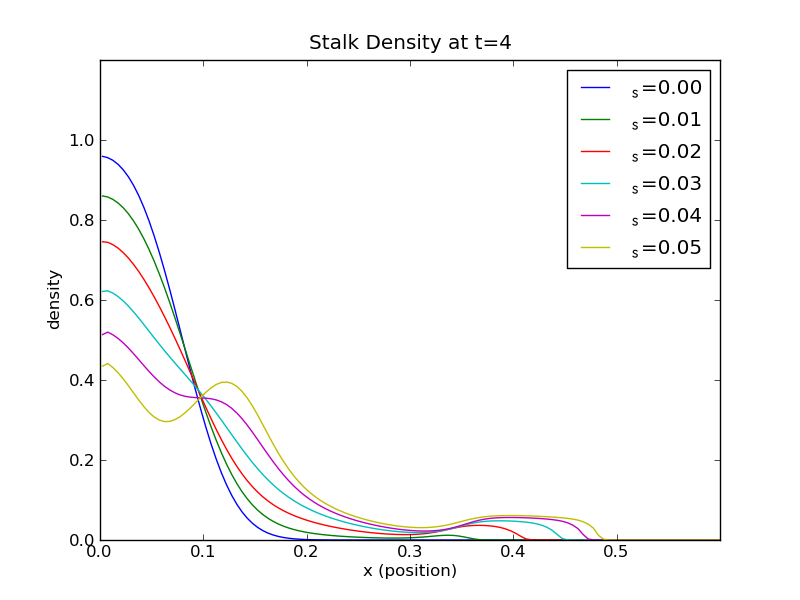 Stalk Density at t=4
ₛ=0.00
ₛ=0.01
ₛ=0.02
ₛ=0.03
ₛ=0.04
ₛ=0.05
density
1.0
0.8
0.6
0.4
0.2
0.0
0.0 0.1 0.2 0.3 0.4 0.5
x (position)